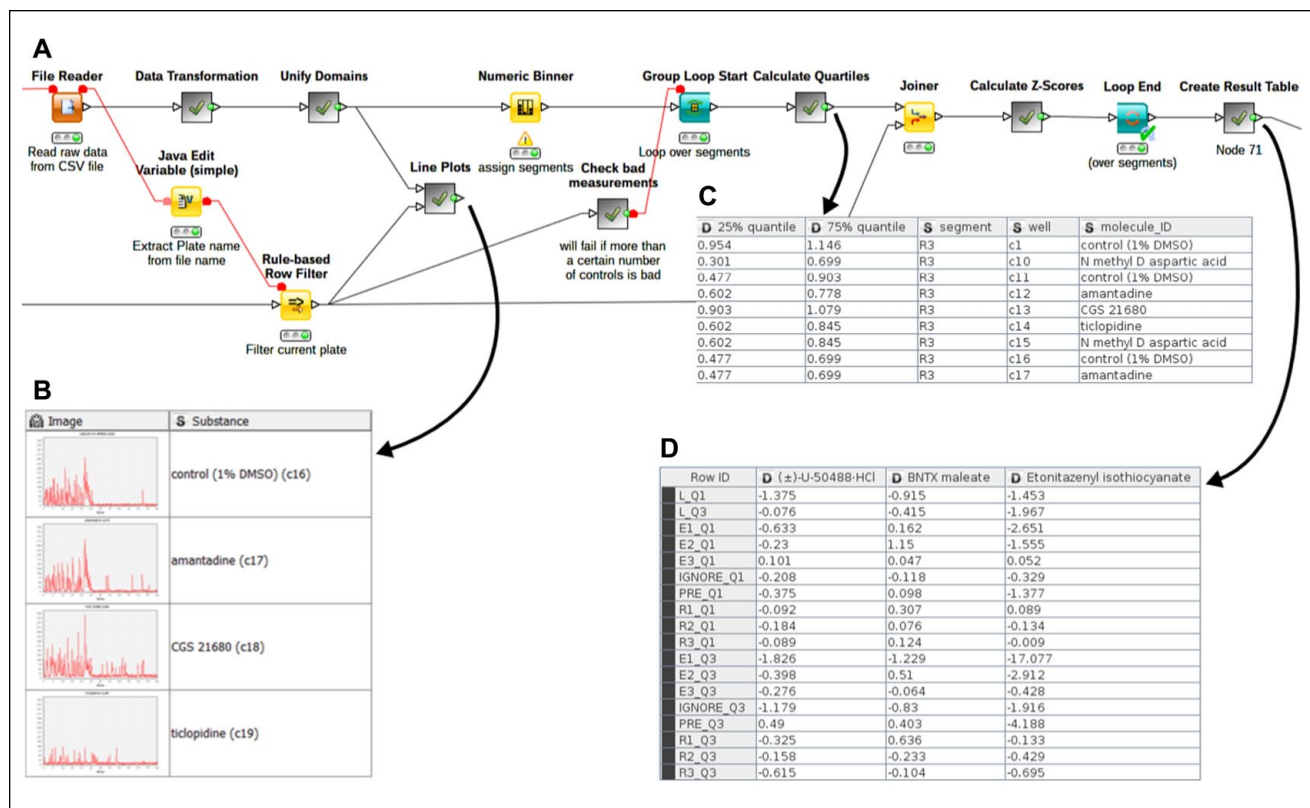 A
File Reader
Data Transformation
Unify Domains
Numeric Binner
Group Loop Start
Calculate Quartiles
Joiner
Calculate Z-Scores
Loop End
Create Result Table
Read raw data
from CSV file
assign segments
Loop over segments
(over segments)
Node 71
Java Edit
Variable (simple)
Extract Plate name
from file name
Line Plots
Check bad
measurements
will fail if more than
a certain number
of controls is bad
Rule-based
Row Filter
Filter current plate
C
D 25% quantile D 75% quantile S segment S well S molecule_ID
0.954 1.146 R3 c1 control (1% DMSO)
0.301 0.699 R3 c10 N methyl D aspartic acid
0.477 0.903 R3 c11 control (1% DMSO)
0.602 0.778 R3 c12 amantadine
0.903 1.079 R3 c13 CGS 21680
0.602 0.845 R3 c14 ticlopidine
0.602 0.845 R3 c15 N methyl D aspartic acid
0.477 0.699 R3 c16 control (1% DMSO)
0.477 0.699 R3 c17 amantadine
B
Image S Substance
control (1% DMSO) (c16)
amantadine (c17)
CGS 21680 (c18)
ticlopidine (c19)
D
Row ID D (±)-U-50488·HCl D BNTX maleate D Etonitazenyl isothiocyanate
L_Q1 -1.375 -0.915 -1.453
L_Q3 -0.076 -0.415 -1.967
E1_Q1 -0.633 0.162 -2.651
E2_Q1 -0.23 1.15 -1.555
E3_Q1 0.101 0.047 0.052
IGNORE_Q1 -0.208 -0.118 -0.329
PRE_Q1 -0.375 0.098 -1.377
R1_Q1 -0.092 0.307 0.089
R2_Q1 -0.184 0.076 -0.134
R3_Q1 -0.089 0.124 -0.009
E1_Q3 -1.826 -1.229 -17.077
E2_Q3 -0.398 0.51 -2.912
E3_Q3 -0.276 -0.064 -0.428
IGNORE_Q3 -1.179 -0.83 -1.916
PRE_Q3 0.49 0.403 -4.188
R1_Q3 -0.325 0.636 -0.133
R2_Q3 -0.158 -0.233 -0.429
R3_Q3 -0.615 -0.104 -0.695